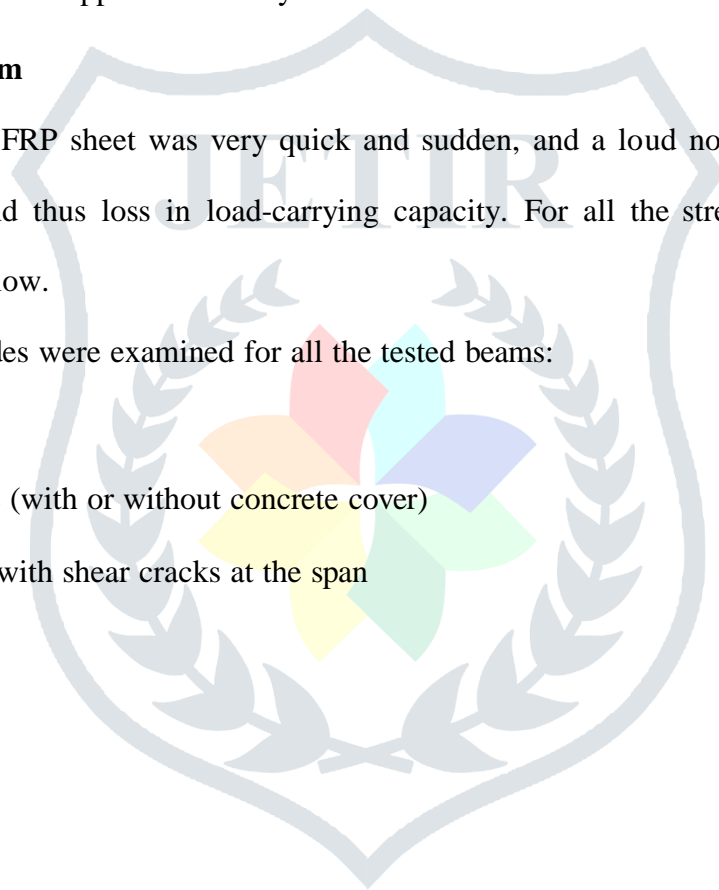 m
FRP sheet was very quick and sudden, and a loud no
JETIR
d thus loss in load-carrying capacity. For all the stre
ow.
les were examined for all the tested beams:
(with or without concrete cover)
with shear cracks at the span